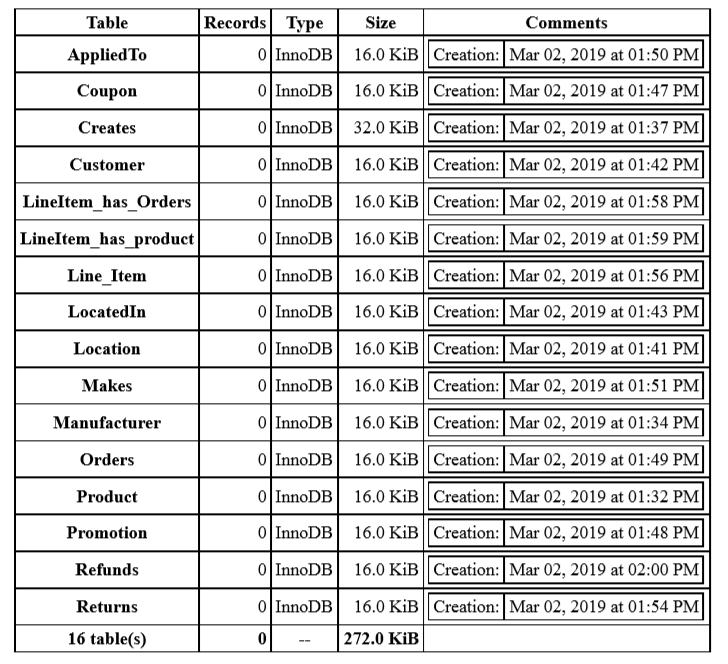 Table Records Type Size Comments
AppliedTo 0 InnoDB 16.0 KiB Creation: Mar 02, 2019 at 01:50 PM
Coupon 0 InnoDB 16.0 KiB Creation: Mar 02, 2019 at 01:47 PM
Creates 0 InnoDB 32.0 KiB Creation: Mar 02, 2019 at 01:37 PM
Customer 0 InnoDB 16.0 KiB Creation: Mar 02, 2019 at 01:42 PM
LineItem_has_Orders 0 InnoDB 16.0 KiB Creation: Mar 02, 2019 at 01:58 PM
LineItem_has_product 0 InnoDB 16.0 KiB Creation: Mar 02, 2019 at 01:59 PM
Line_Item 0 InnoDB 16.0 KiB Creation: Mar 02, 2019 at 01:56 PM
LocatedIn 0 InnoDB 16.0 KiB Creation: Mar 02, 2019 at 01:43 PM
Location 0 InnoDB 16.0 KiB Creation: Mar 02, 2019 at 01:41 PM
Makes 0 InnoDB 16.0 KiB Creation: Mar 02, 2019 at 01:51 PM
Manufacturer 0 InnoDB 16.0 KiB Creation: Mar 02, 2019 at 01:34 PM
Orders 0 InnoDB 16.0 KiB Creation: Mar 02, 2019 at 01:49 PM
Product 0 InnoDB 16.0 KiB Creation: Mar 02, 2019 at 01:32 PM
Promotion 0 InnoDB 16.0 KiB Creation: Mar 02, 2019 at 01:48 PM
Refunds 0 InnoDB 16.0 KiB Creation: Mar 02, 2019 at 02:00 PM
Returns 0 InnoDB 16.0 KiB Creation: Mar 02, 2019 at 01:54 PM
16 table(s) 0 -- 272.0 KiB